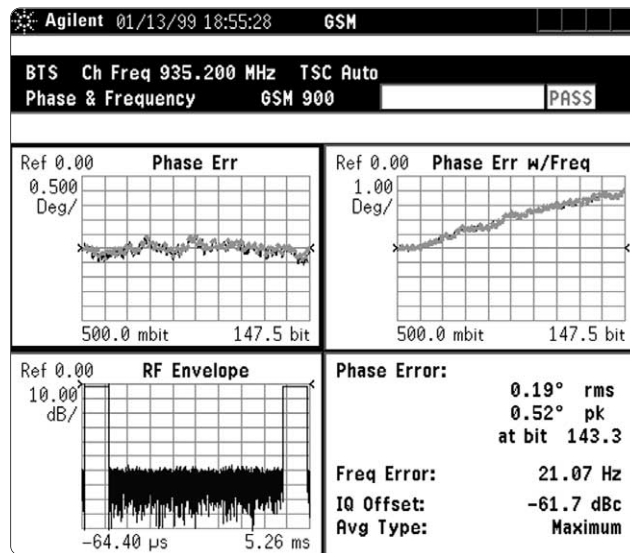 Agilent 01/13/99 18:55:28 GSM
BTS Ch Freq 935.200 MHz TSC Auto
Phase & Frequency GSM 900 PASS
Ref 0.00 Phase Err
0.500
Deg/
500.0 mbit 147.5 bit
Ref 0.00 Phase Err w/Freq
1.00
Deg/
500.0 mbit 147.5 bit
Ref 0.00 RF Envelope
10.00
dB/
-64.40 µs 5.26 ms
Phase Error:
0.19° rms
0.52° pk
at bit 143.3
Freq Error: 21.07 Hz
IQ Offset: -61.7 dBc
Avg Type: Maximum